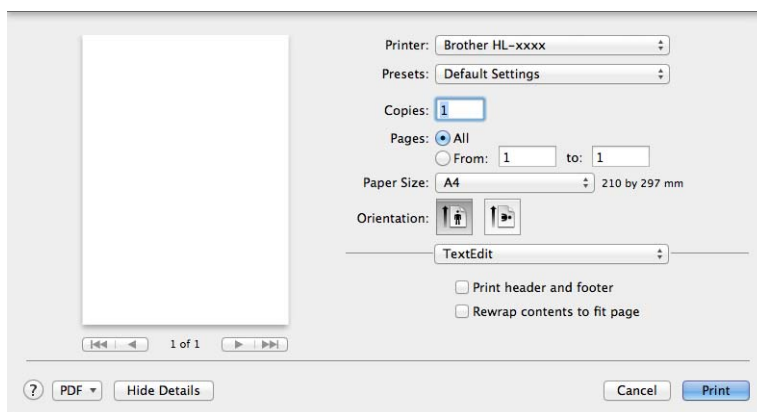 Printer: Brother HL-xxxx
Presets: Default Settings
Copies: 1
Pages: All
From: 1 to: 1
Paper Size: A4 210 by 297 mm
Orientation:
TextEdit
Print header and footer
Rewrap contents to fit page
1 of 1
? PDF Hide Details Cancel Print